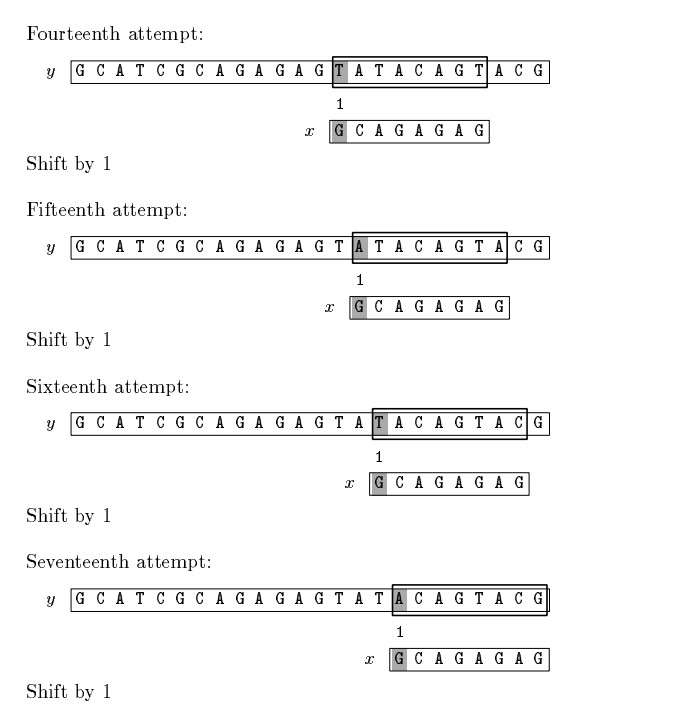 Fourteenth attempt:
y G C A T C G C A G A G A G T A T A C A G T A C G
1
x G C A G A G A G
Shift by 1
Fifteenth attempt:
y G C A T C G C A G A G A G T A T A C A G T A C G
1
x G C A G A G A G
Shift by 1
Sixteenth attempt:
y G C A T C G C A G A G A G T A T A C A G T A C G
1
x G C A G A G A G
Shift by 1
Seventeenth attempt:
y G C A T C G C A G A G A G T A T A C A G T A C G
1
x G C A G A G A G
Shift by 1